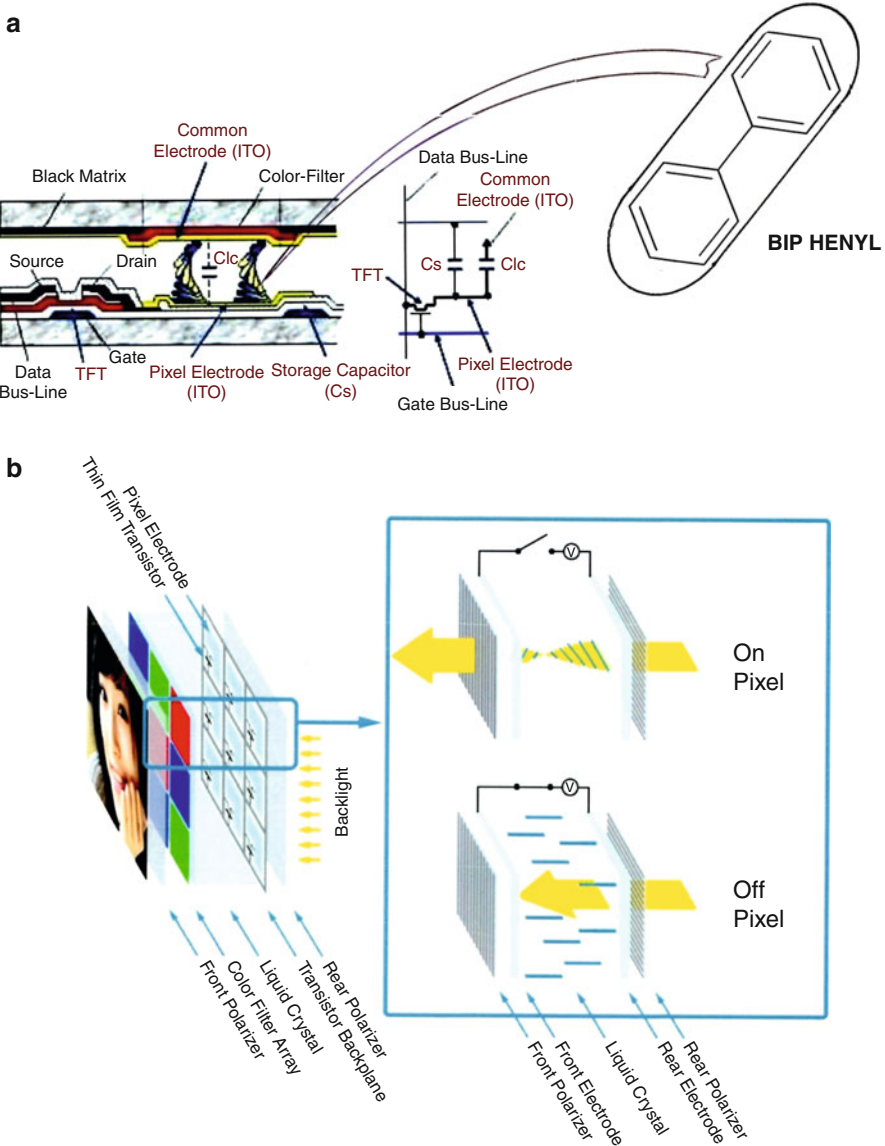 a
Common
Electrode (ITO)
Black Matrix
Color-Filter
Source
Drain
Clc
Data
Bus-Line
TFT
Gate
Pixel Electrode
(ITO)
Storage Capacitor
(Cs)
Data Bus-Line
Common
Electrode (ITO)
TFT
Cs
Clc
Pixel Electrode
(ITO)
Gate Bus-Line
BIP HENYL
b
Pixel Electrode
Thin Film Transistor
Backlight
Front Polarizer
Color Filter Array
Liquid Crystal
Transistor Backplane
Rear Polarizer
V
On
Pixel
V
Off
Pixel
Front Polarizer
Front Electrode
Liquid Crystal
Rear Electrode
Rear Polarizer